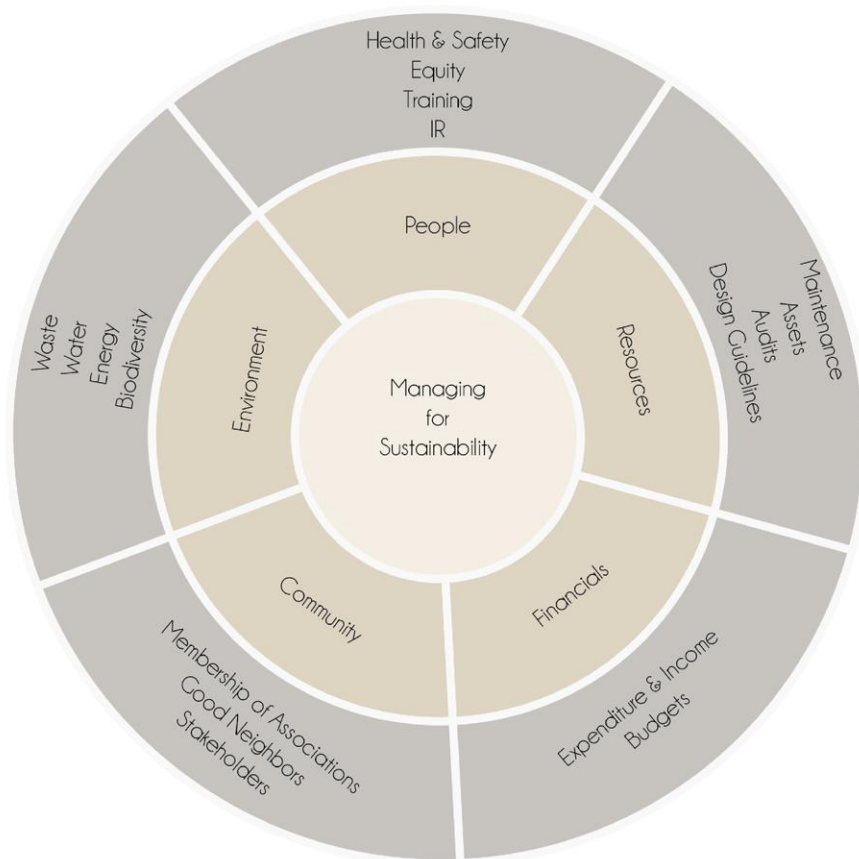 Health & Safety
Equity
Training
IR
People
Maintenance
Assets
Audits
Design Guidelines
Resources
Waste
Water
Energy
Biodiversity
Environment
Managing
for
Sustainability
Financials
Expenditure & Income
Budgets
Community
Membership of Associations
Good Neighbors
Stakeholders